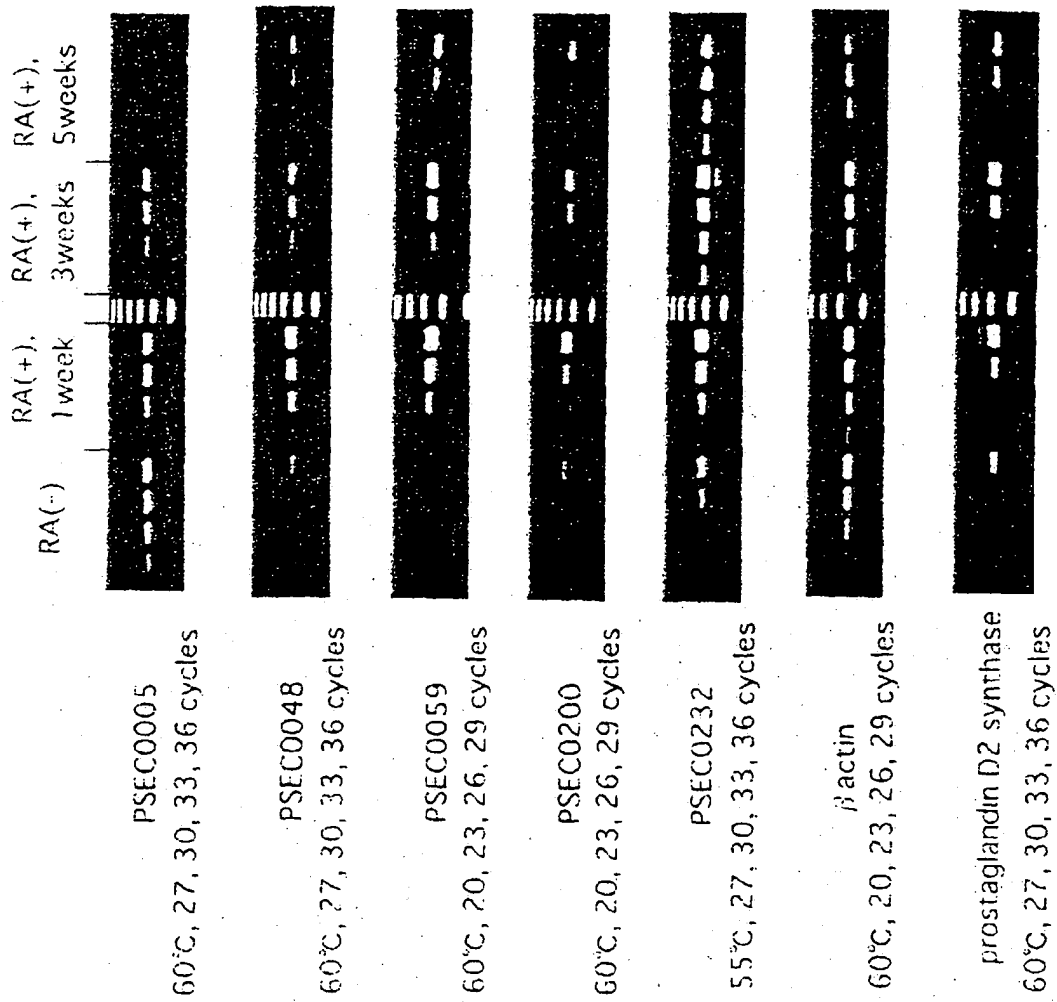 RA(-)
RA(+),
1week
RA(+),
3weeks
RA(+),
5weeks
PSEC0005
60°C, 27, 30, 33, 36 cycles
PSEC0048
60°C, 27, 30, 33, 36 cycles
PSEC0059
60°C, 20, 23, 26, 29 cycles
PSEC0200
60°C, 20, 23, 26, 29 cycles
PSEC0232
55°C, 27, 30, 33, 36 cycles
β actin
60°C, 20, 23, 26, 29 cycles
prostaglandin D2 synthase
60°C, 27, 30, 33, 36 cycles